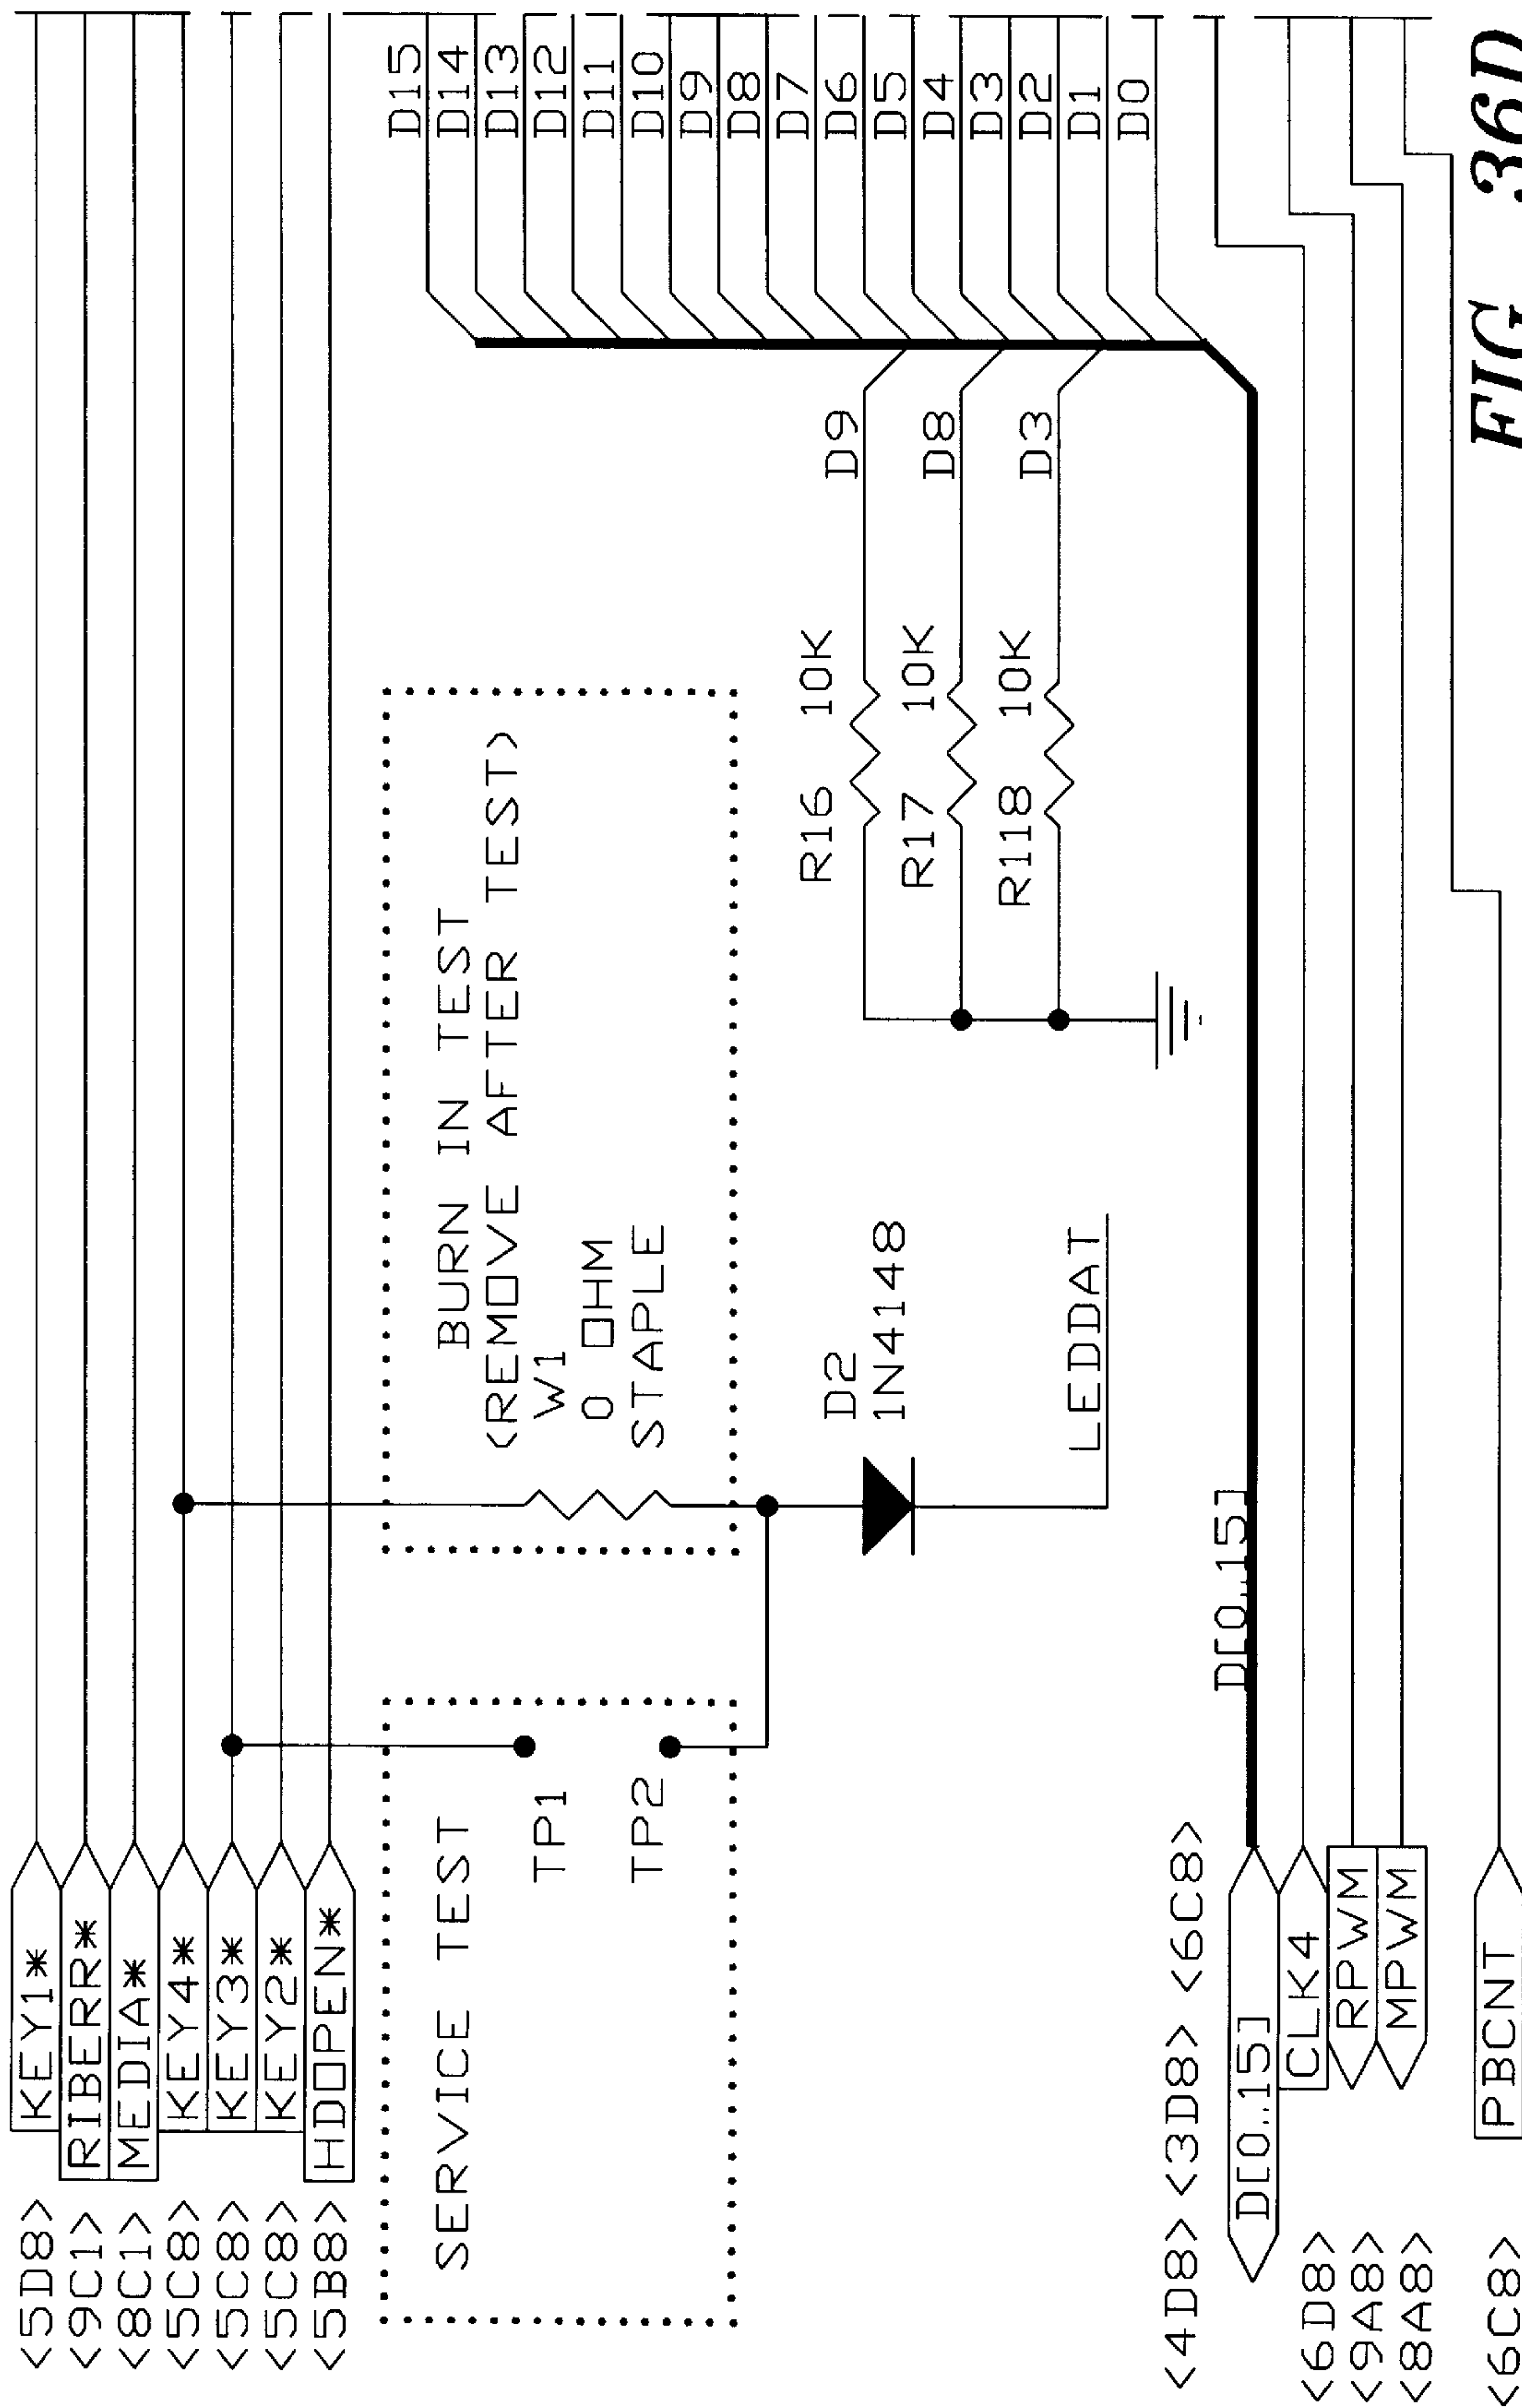 <5D8> KEY1*
<9C1> RIBERR*
<8C1> MEDIA*
<5C8> KEY4*
<5C8> KEY3*
<5C8> KEY2*
<5B8> HDOPEN*
D15
D14
D13
D12
D11
D10
D9
D8
D7
D6
D5
D4
D3
D2
D1
D0
SERVICE TEST
TP1
TP2
BURN IN TEST
<REMOVE AFTER TEST>
W1
0 OHM
STAPLE
D2
1N4148
LEDDAT
R16 10K D9
R17 10K D8
R118 10K D3
<4D8> <3D8> <6C8>
D[0..15]
D[0..15]
<6D8> CLK4
<9A8> RPWM
<8A8> MPWM
<6C8> PBCNT
FIG 36D